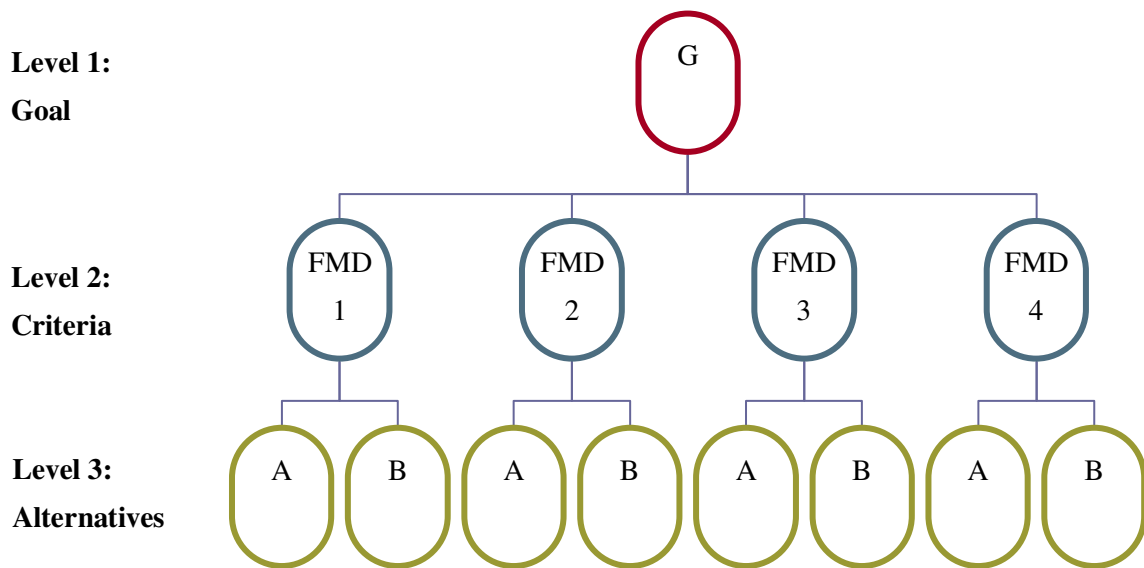 Level 1:
Goal
G
Level 2:
Criteria
FMD
1
FMD
2
FMD
3
FMD
4
Level 3:
Alternatives
A
B
A
B
A
B
A
B